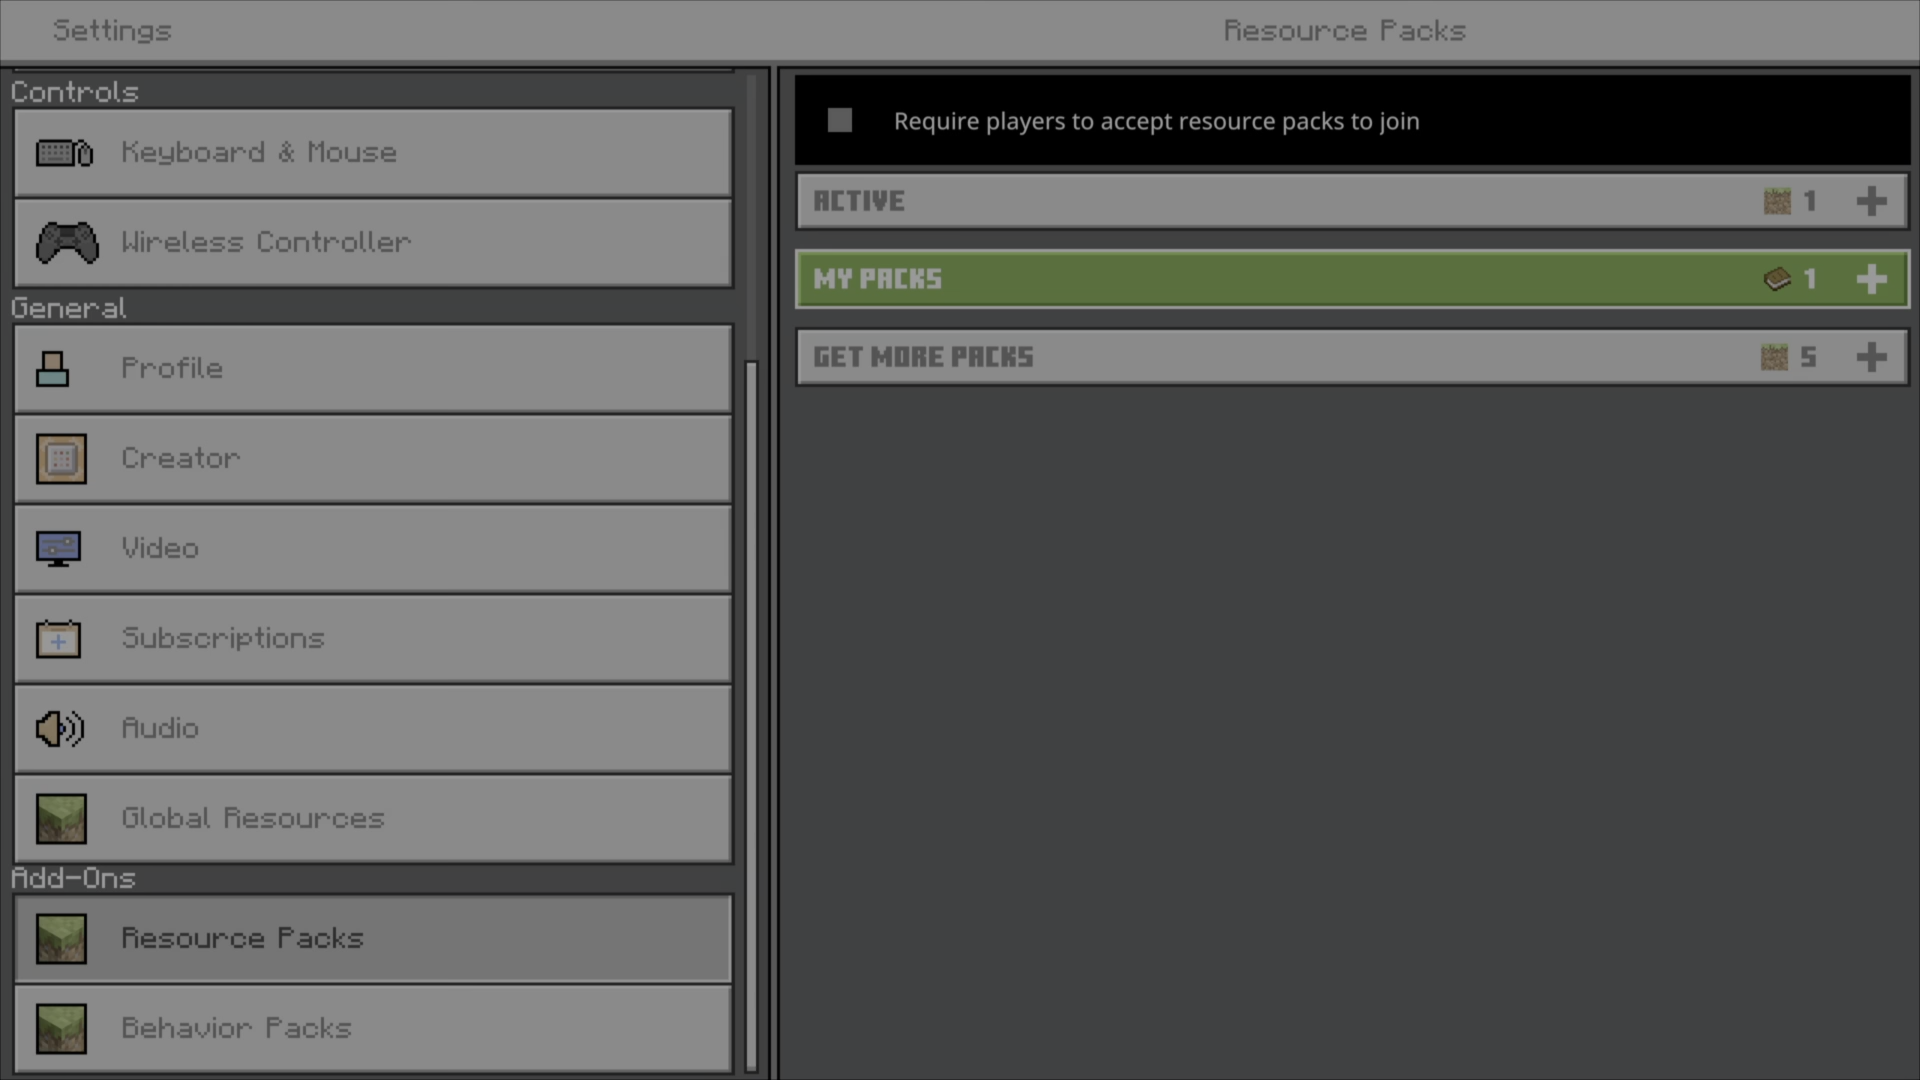 Settings
Resource Packs
Controls
Keyboard & Mouse
Wireless Controller
General
Profile
Creator
Video
Subscriptions
Audio
Global Resources
Add-Ons
Resource Packs
Behavior Packs
Require players to accept resource packs to join
ACTIVE 1
MY PACKS 1
GET MORE PACKS 5